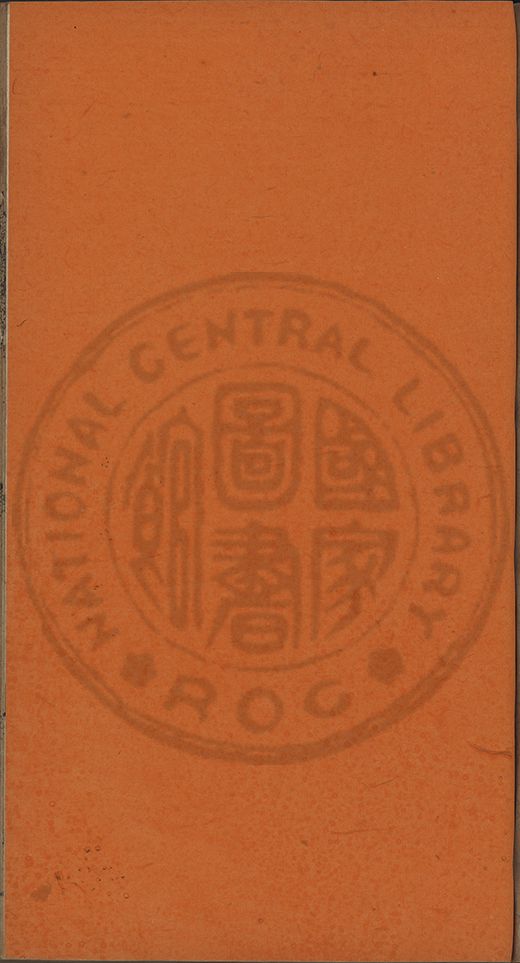 NATIONAL CENTRAL LIBRARY
國家
圖書
館
ROC